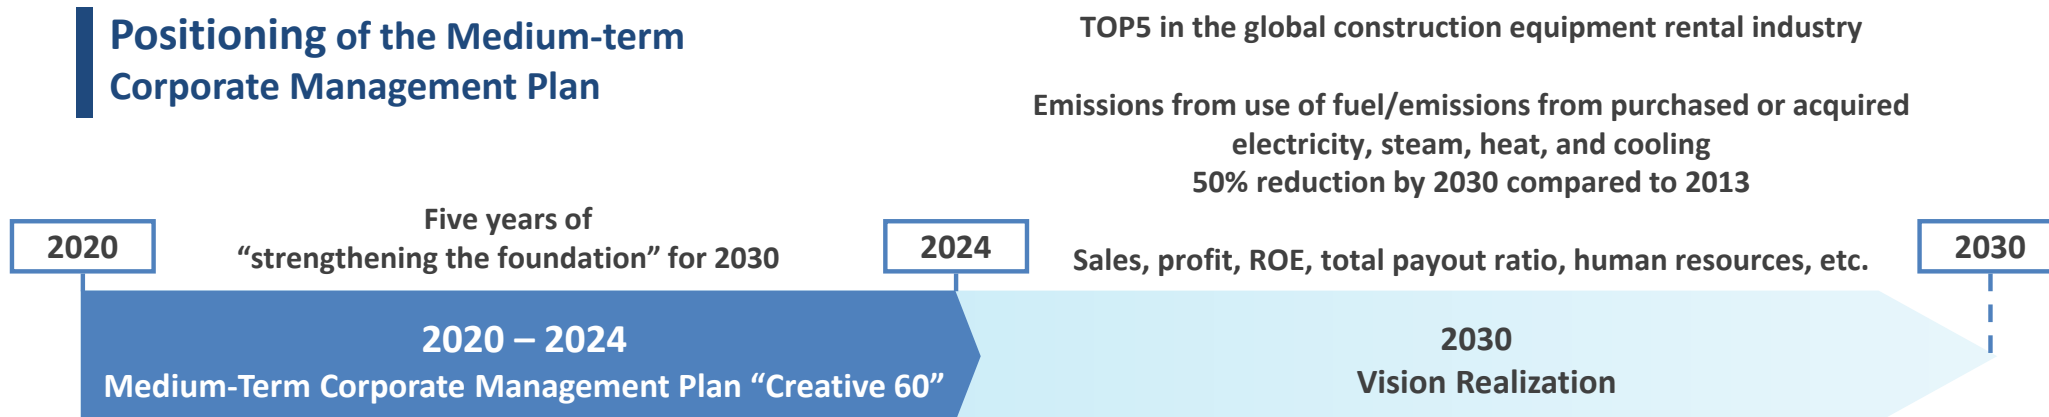 Positioning of the Medium-term
Corporate Management Plan
TOP5 in the global construction equipment rental industry
Emissions from use of fuel/emissions from purchased or acquired
electricity, steam, heat, and cooling
50% reduction by 2030 compared to 2013
2020
Five years of
“strengthening the foundation” for 2030
2024
Sales, profit, ROE, total payout ratio, human resources, etc.
2030
2020 – 2024
Medium-Term Corporate Management Plan “Creative 60”
2030
Vision Realization